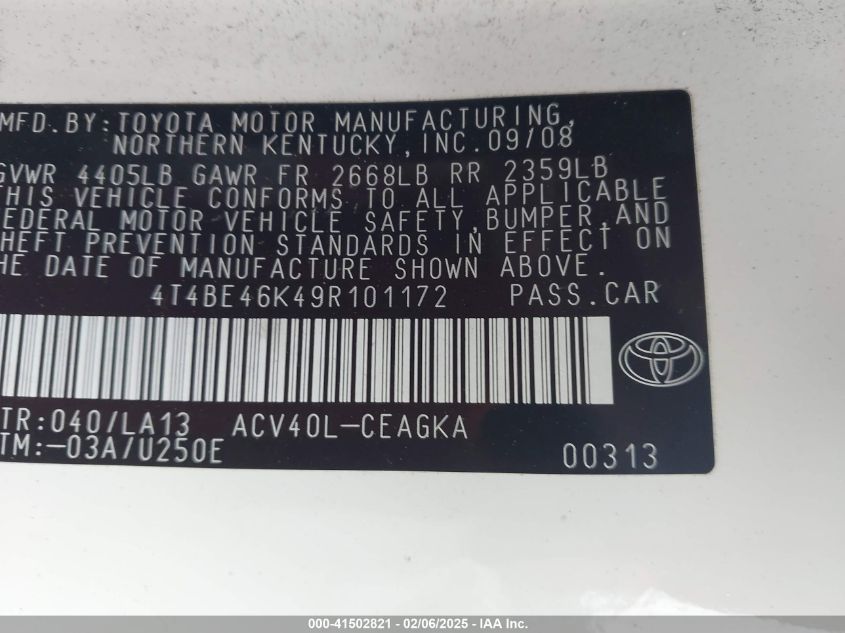 MFD.BY:TOYOTA MOTOR MANUFACTURING,
NORTHERN KENTUCKY,INC.09/08
GVWR 4405LB GAWR FR 2668LB RR 2359LB
THIS VEHICLE CONFORMS TO ALL APPLICABLE
EDERAL MOTOR VEHICLE SAFETY,BUMPER,AND
HEFT PREVENTION STANDARDS IN EFFECT ON
HE DATE OF MANUFACTURE SHOWN ABOVE.
4T4BE46K49R101172 PASS.CAR
TR:040/LA13 ACV40L-CEAGKA
TM:-03A/U250E 00313
000-41502821 - 02/06/2025 - IAA Inc.